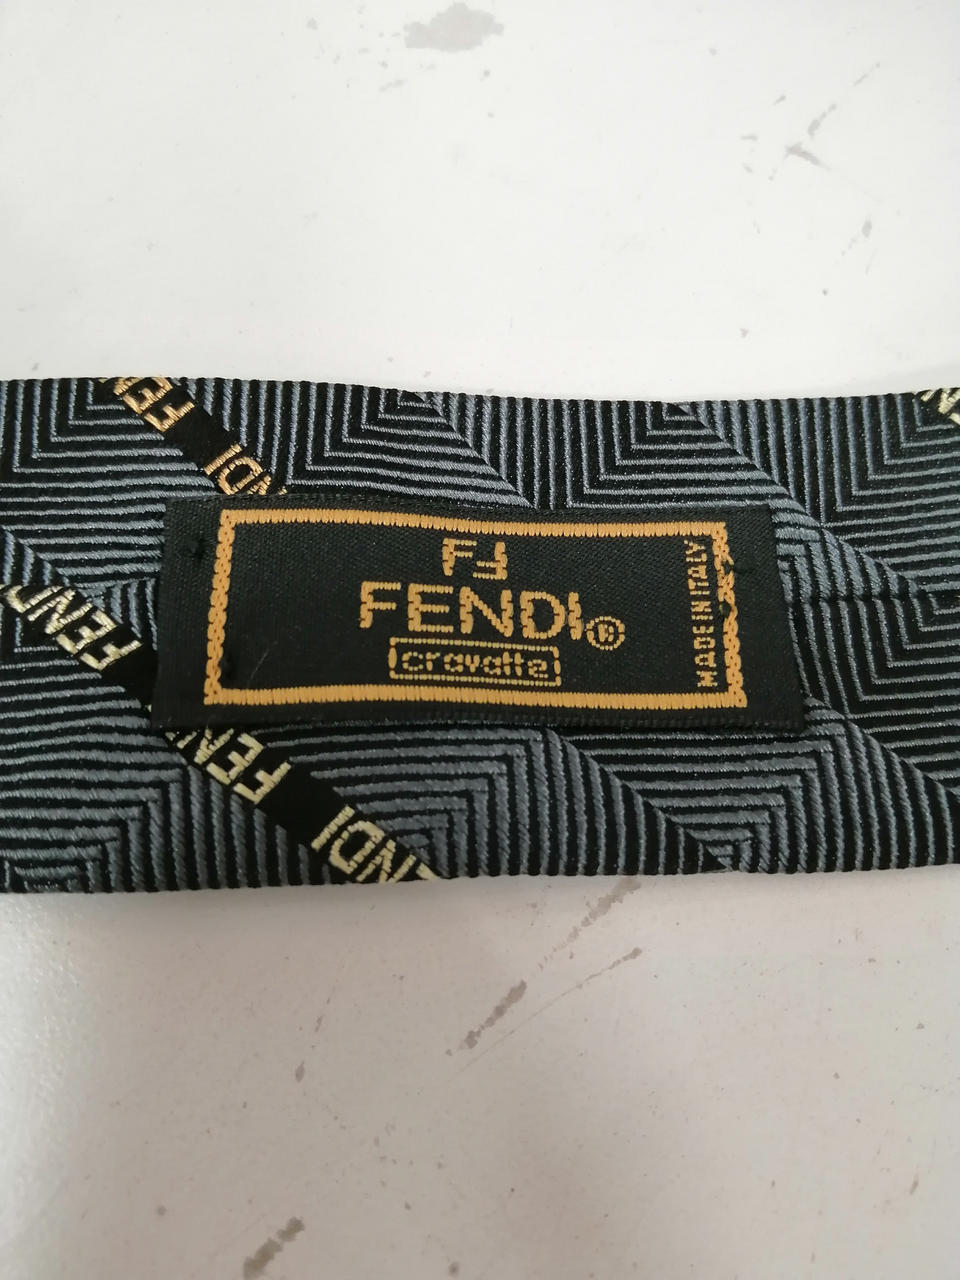 FF
FENDI®
cravatte
MADE IN ITALY
FENDI
FENDI
FENDI
FENDI